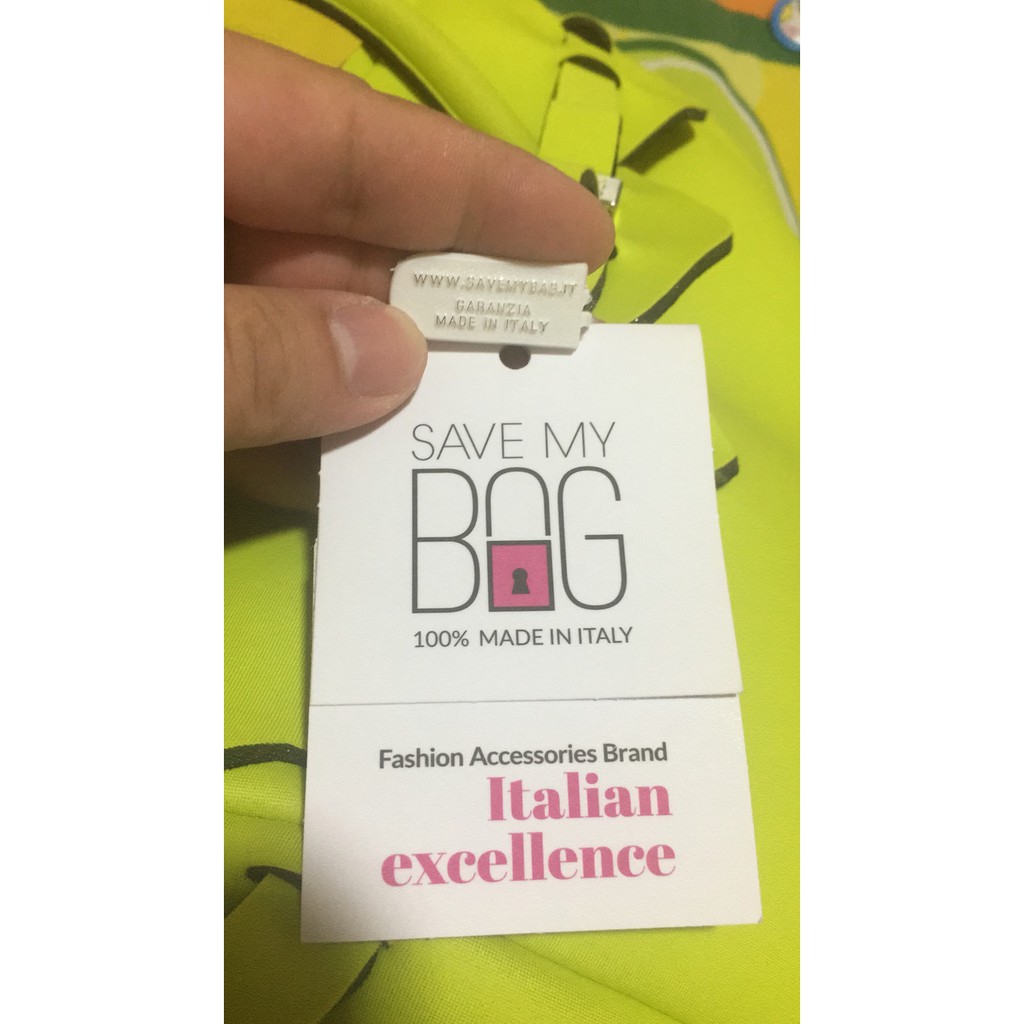 WWW.SAVEMYBAG.IT
GARANZIA
MADE IN ITALY
SAVE MY
BAG
100% MADE IN ITALY
Fashion Accessories Brand
Italian
excellence